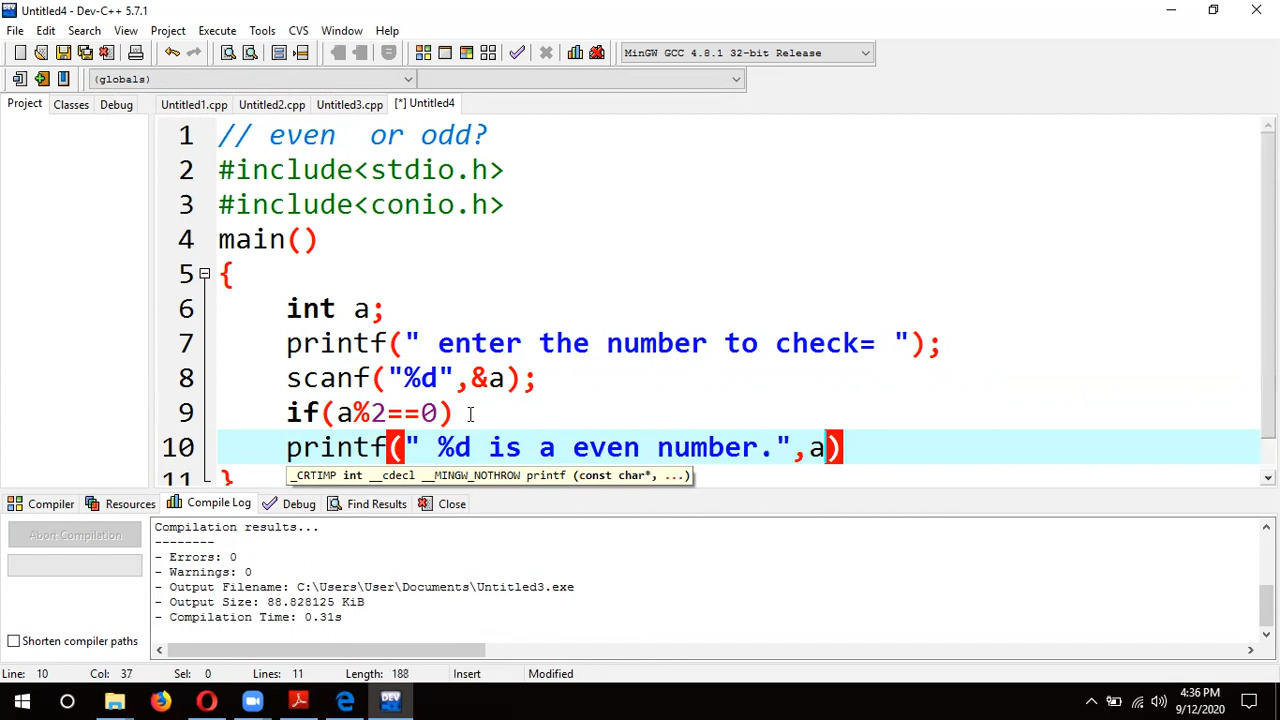 Untitled4 - Dev-C++ 5.7.1
File Edit Search View Project Execute Tools CVS Window Help
MinGW GCC 4.8.1 32-bit Release
(globals)
Project Classes Debug Untitled1.cpp Untitled2.cpp Untitled3.cpp [*] Untitled4
1 // even  or odd?
2 #include<stdio.h>
3 #include<conio.h>
4 main()
5 {
6 int a;
7 printf(" enter the number to check= ");
8 scanf("%d",&a);
9 if(a%2==0)
10 printf(" %d is a even number.",a)
11 }
_CRTIMP int __cdecl __MINGW_NOTHROW printf (const char*, ...)
Compiler Resources Compile Log Debug Find Results Close
Abort Compilation
Shorten compiler paths
Compilation results...
--------
- Errors: 0
- Warnings: 0
- Output Filename: C:\Users\User\Documents\Untitled3.exe
- Output Size: 88.828125 KiB
- Compilation Time: 0.31s
Line: 10 Col: 37 Sel: 0 Lines: 11 Length: 188 Insert Modified
DEV
4:36 PM
9/12/2020